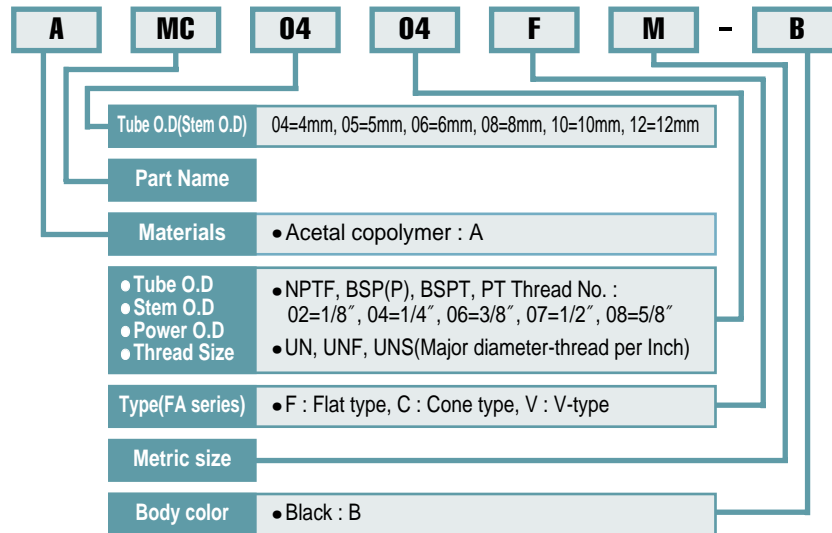 A MC 04 04 F M - B
Tube O.D(Stem O.D) 04=4mm, 05=5mm, 06=6mm, 08=8mm, 10=10mm, 12=12mm
Part Name
Materials ●Acetal copolymer : A
●Tube O.D
●Stem O.D
●Power O.D
●Thread Size
●NPTF, BSP(P), BSPT, PT Thread No. :
02=1/8″, 04=1/4″, 06=3/8″, 07=1/2″, 08=5/8″
●UN, UNF, UNS(Major diameter-thread per Inch)
Type(FA series) ●F : Flat type, C : Cone type, V : V-type
Metric size
Body color ●Black : B